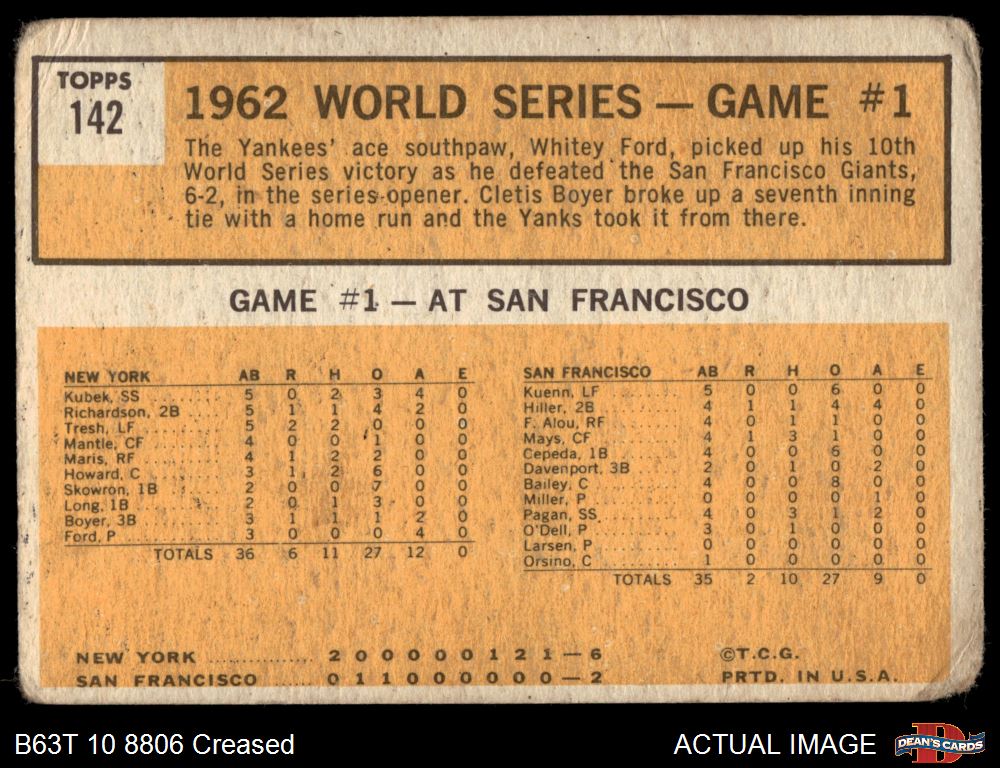 TOPPS
142
1962 WORLD SERIES — GAME #1
The Yankees' ace southpaw, Whitey Ford, picked up his 10th
World Series victory as he defeated the San Francisco Giants,
6-2, in the series opener. Cletis Boyer broke up a seventh inning
tie with a home run and the Yanks took it from there.
GAME #1 — AT SAN FRANCISCO
NEW YORK AB R H O A E
Kubek, SS ..... 5 0 2 3 4 0
Richardson, 2B ..... 5 1 1 4 2 0
Tresh, LF ..... 5 2 2 0 0 0
Mantle, CF ..... 4 0 0 1 0 0
Maris, RF ..... 4 1 2 2 0 0
Howard, C ..... 3 1 2 6 0 0
Skowron, 1B ..... 2 0 0 7 0 0
Long, 1B ..... 2 0 1 3 0 0
Boyer, 3B ..... 3 1 1 1 2 0
Ford, P ..... 3 0 0 0 4 0
TOTALS 36 6 11 27 12 0
SAN FRANCISCO AB R H O A E
Kuenn, LF ..... 5 0 0 6 0 0
Hiller, 2B ..... 4 1 1 4 4 0
F. Alou, RF ..... 4 0 1 1 0 0
Mays, CF ..... 4 1 3 1 0 0
Cepeda, 1B ..... 4 0 0 6 0 0
Davenport, 3B ..... 2 0 1 0 2 0
Bailey, C ..... 4 0 0 8 0 0
Miller, P ..... 0 0 0 0 1 0
Pagan, SS ..... 4 0 3 1 2 0
O'Dell, P ..... 3 0 1 0 0 0
Larsen, P ..... 0 0 0 0 0 0
Orsino, C ..... 1 0 0 0 0 0
TOTALS 35 2 10 27 9 0
NEW YORK ..... 2 0 0 0 0 0 1 2 1 — 6
SAN FRANCISCO ..... 0 1 1 0 0 0 0 0 0 — 2
©T.C.G.
PRTD. IN U.S.A.
B63T 10 8806 Creased
ACTUAL IMAGE
DEAN'S CARDS